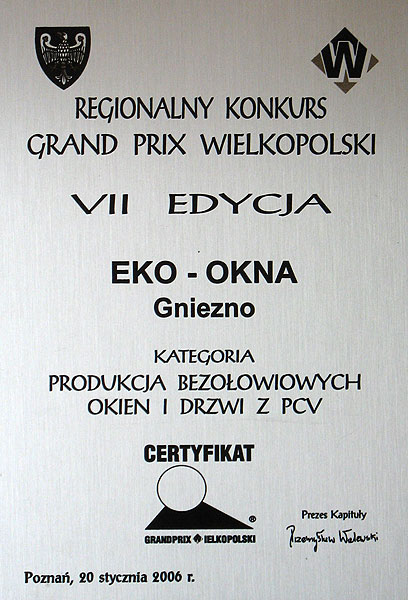 W
REGIONALNY KONKURS
GRAND PRIX WIELKOPOLSKI
VII EDYCJA
EKO - OKNA
Gniezno
KATEGORIA
PRODUKCJA BEZOŁOWIOWYCH
OKIEN I DRZWI Z PCV
CERTYFIKAT
®
GRANDPRIX WIELKOPOLSKI
Prezes Kapituły
Poznań, 20 stycznia 2006 r.